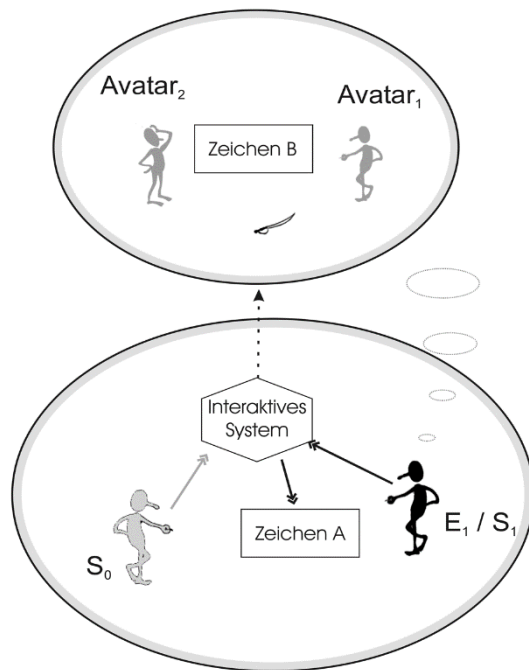 Avatar₂
Avatar₁
Zeichen B
Interaktives
System
Zeichen A
E₁ / S₁
S₀